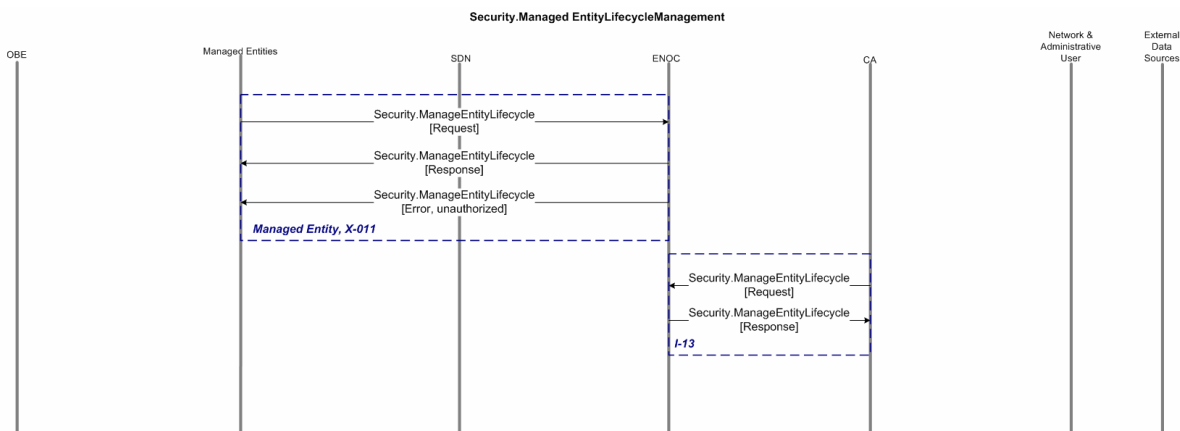 Security.Managed EntityLifecycleManagement
OBE
Managed Entities
SDN
ENOC
CA
Network &
Administrative
User
External
Data
Sources
Security.ManageEntityLifecycle
[Request]
Security.ManageEntityLifecycle
[Response]
Security.ManageEntityLifecycle
[Error, unauthorized]
Managed Entity, X-011
Security.ManageEntityLifecycle
[Request]
Security.ManageEntityLifecycle
[Response]
I-13